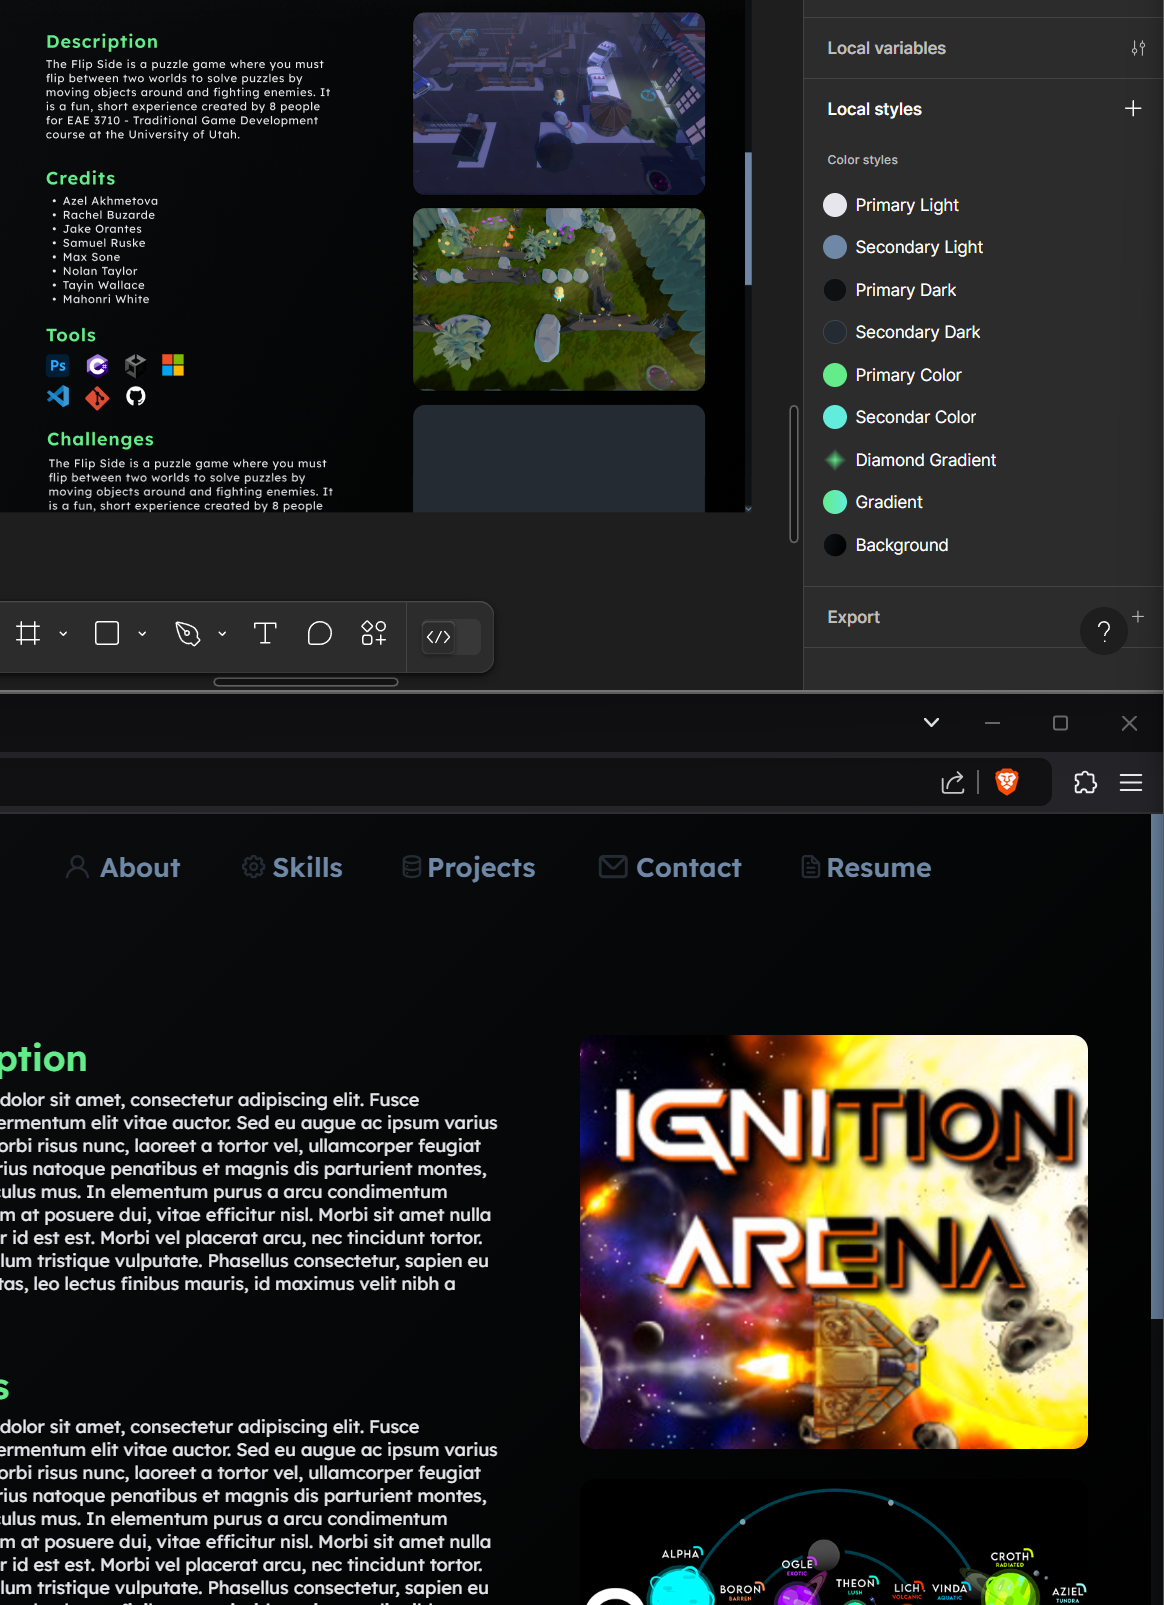 Description
The Flip Side is a puzzle game where you must
flip between two worlds to solve puzzles by
moving objects around and fighting enemies. It
is a fun, short experience created by 8 people
for EAE 3710 - Traditional Game Development
course at the University of Utah.
Credits
• Azel Akhmetova
• Rachel Buzarde
• Jake Orantes
• Samuel Ruske
• Max Sone
• Nolan Taylor
• Tayin Wallace
• Mahonri White
Tools
Ps
Challenges
The Flip Side is a puzzle game where you must
flip between two worlds to solve puzzles by
moving objects around and fighting enemies. It
is a fun, short experience created by 8 people
Local variables
Local styles
Color styles
Primary Light
Secondary Light
Primary Dark
Secondary Dark
Primary Color
Secondar Color
Diamond Gradient
Gradient
Background
Export
?
About
Skills
Projects
Contact
Resume
ption
dolor sit amet, consectetur adipiscing elit. Fusce
ermentum elit vitae auctor. Sed eu augue ac ipsum varius
orbi risus nunc, laoreet a tortor vel, ullamcorper feugiat
rius natoque penatibus et magnis dis parturient montes,
culus mus. In elementum purus a arcu condimentum
m at posuere dui, vitae efficitur nisl. Morbi sit amet nulla
r id est est. Morbi vel placerat arcu, nec tincidunt tortor.
lum tristique vulputate. Phasellus consectetur, sapien eu
tas, leo lectus finibus mauris, id maximus velit nibh a
s
dolor sit amet, consectetur adipiscing elit. Fusce
ermentum elit vitae auctor. Sed eu augue ac ipsum varius
orbi risus nunc, laoreet a tortor vel, ullamcorper feugiat
rius natoque penatibus et magnis dis parturient montes,
culus mus. In elementum purus a arcu condimentum
m at posuere dui, vitae efficitur nisl. Morbi sit amet nulla
r id est est. Morbi vel placerat arcu, nec tincidunt tortor.
lum tristique vulputate. Phasellus consectetur, sapien eu
IGNITION
ARENA
ALPHA
OGLE
EXOTIC
CROTH
RADIATED
BORON
BARREN
THEON
LUSH
LICH
VOLCANIC
VINDA
AQUATIC
AZIEL
TUNDRA